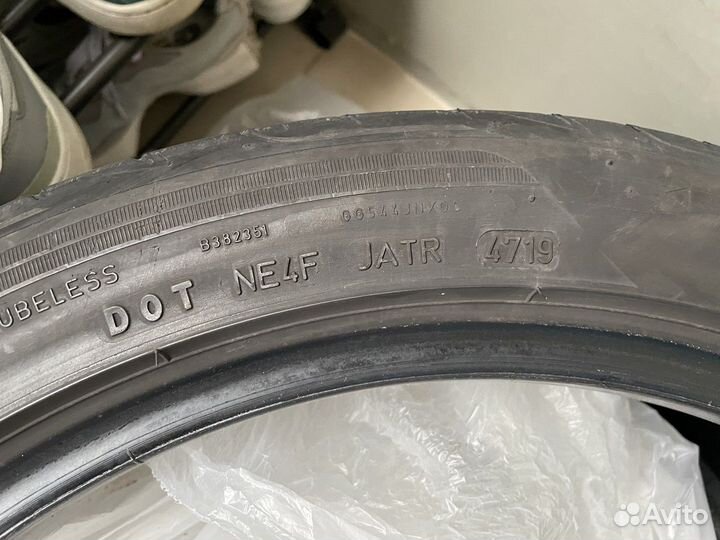 B382351
UBELESS
DOT NE4F JATR 4719
Avito